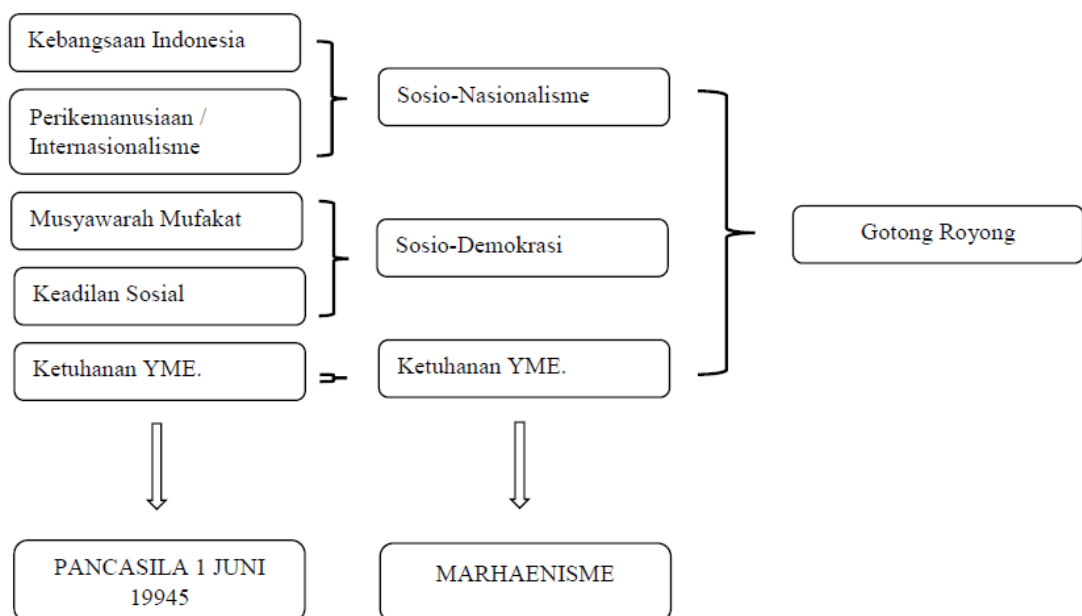 Kebangsaan Indonesia
Perikemanusiaan /
Internasionalisme
Musyawarah Mufakat
Keadilan Sosial
Ketuhanan YME.
Sosio-Nasionalisme
Sosio-Demokrasi
Ketuhanan YME.
Gotong Royong
PANCASILA 1 JUNI
19945
MARHAENISME